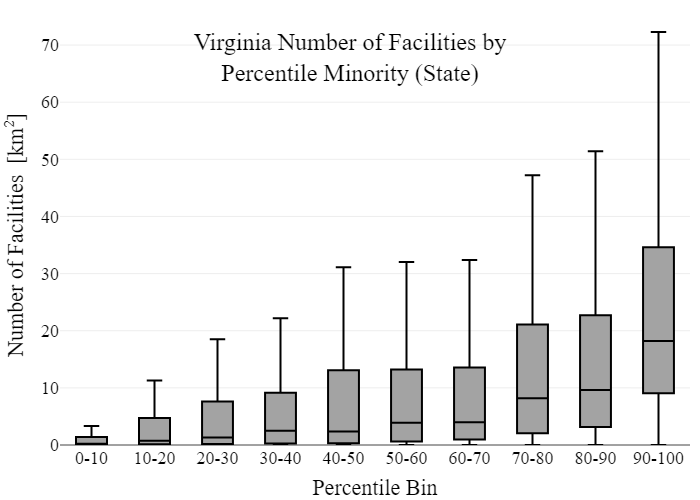 Virginia Number of Facilities by
Percentile Minority (State)
Number of Facilities [km²]
70
60
50
40
30
20
10
0
0-10 10-20 20-30 30-40 40-50 50-60 60-70 70-80 80-90 90-100
Percentile Bin